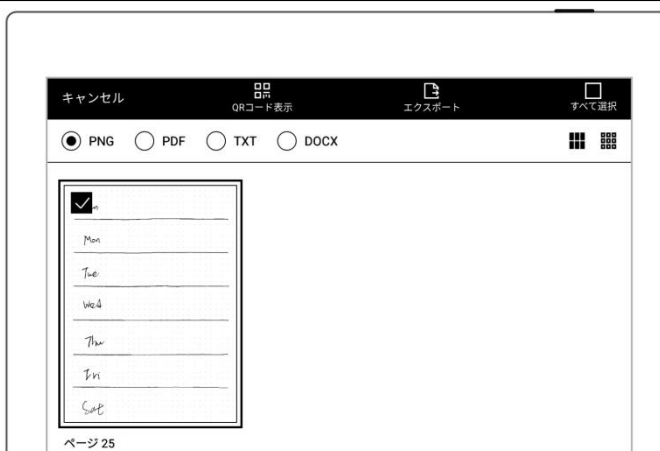 キャンセル
QRコード表示
エクスポート
すべて選択
PNG PDF TXT DOCX
Mon
Tue
Wed
Thu
Fri
Sat
ページ 25